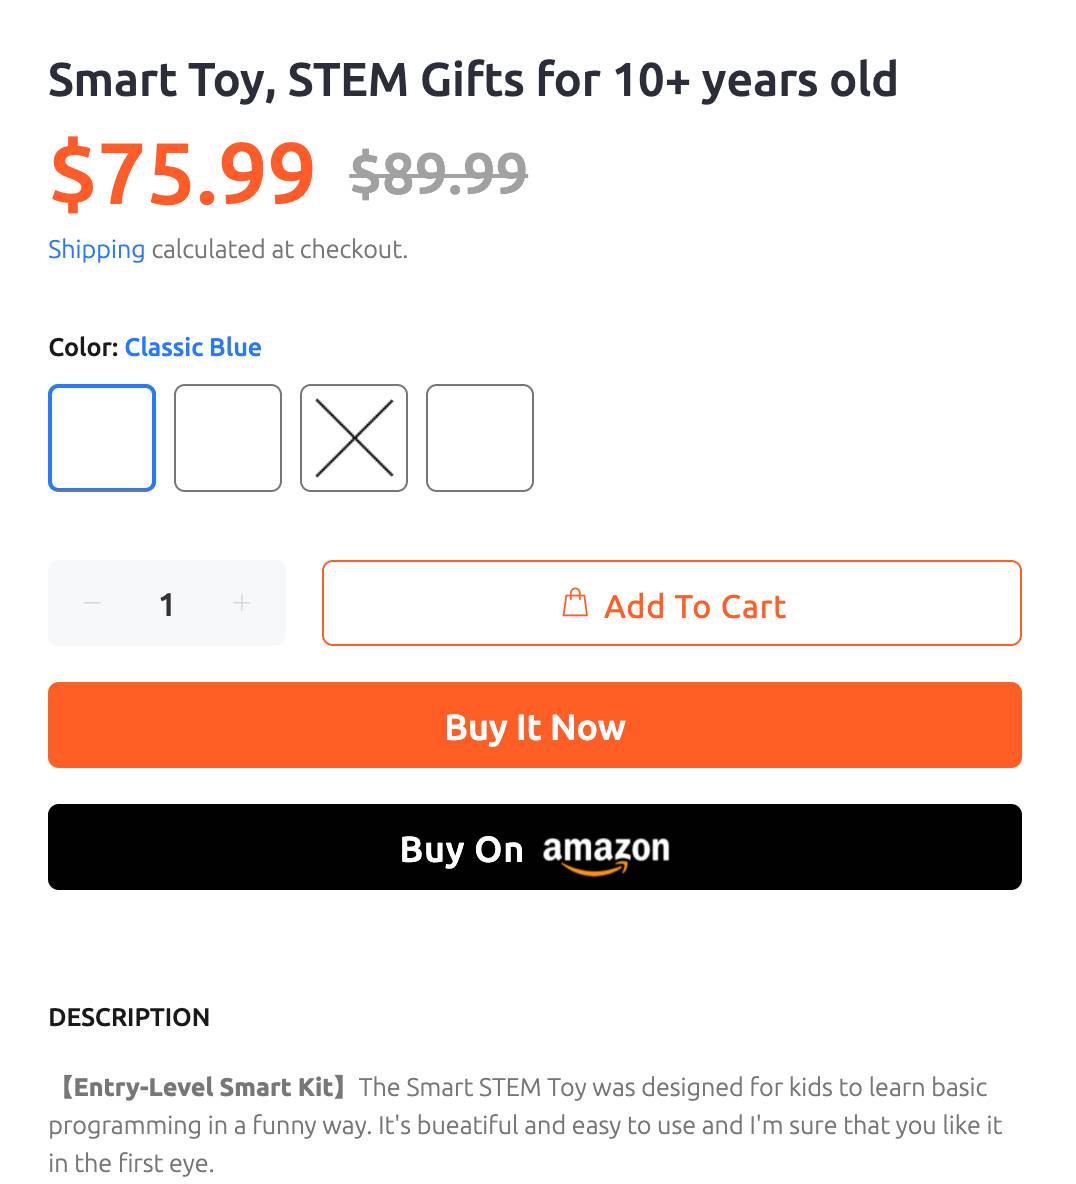 Smart Toy, STEM Gifts for 10+ years old
$75.99 $89.99
Shipping calculated at checkout.
Color: Classic Blue
− 1 + Add To Cart
Buy It Now
Buy On amazon
DESCRIPTION
【Entry-Level Smart Kit】The Smart STEM Toy was designed for kids to learn basic
programming in a funny way. It's bueatiful and easy to use and I'm sure that you like it
in the first eye.